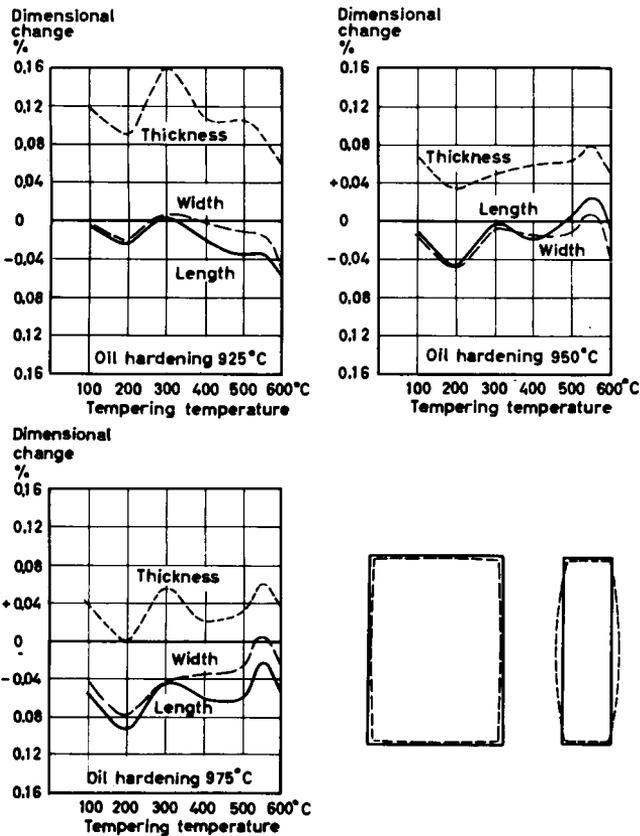 Dimensional
change
%
0,16
0,12
0,08
0,04
0
−0,04
0,08
0,12
0,16
Thickness
Width
Length
Oil hardening 925°C
100 200 300 400 500 600°C
Tempering temperature
Dimensional
change
%
0,16
0,12
0,08
+0,04
0
−0,04
0,08
0,12
0,16
Thickness
Length
Width
Oil hardening 950°C
100 200 300 400 500 600°C
Tempering temperature
Dimensional
change
%
0,16
0,12
0,08
+0,04
0
−0,04
0,08
0,12
0,16
Thickness
Width
Length
Oil hardening 975°C
100 200 300 400 500 600°C
Tempering temperature